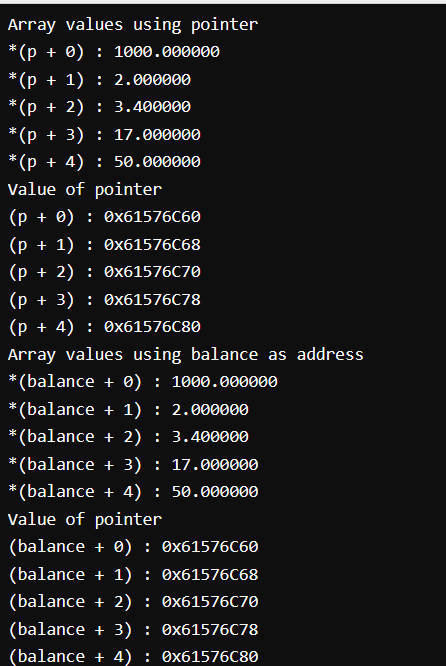 Array values using pointer
*(p + 0) : 1000.000000
*(p + 1) : 2.000000
*(p + 2) : 3.400000
*(p + 3) : 17.000000
*(p + 4) : 50.000000
Value of pointer
(p + 0) : 0x61576C60
(p + 1) : 0x61576C68
(p + 2) : 0x61576C70
(p + 3) : 0x61576C78
(p + 4) : 0x61576C80
Array values using balance as address
*(balance + 0) : 1000.000000
*(balance + 1) : 2.000000
*(balance + 2) : 3.400000
*(balance + 3) : 17.000000
*(balance + 4) : 50.000000
Value of pointer
(balance + 0) : 0x61576C60
(balance + 1) : 0x61576C68
(balance + 2) : 0x61576C70
(balance + 3) : 0x61576C78
(balance + 4) : 0x61576C80